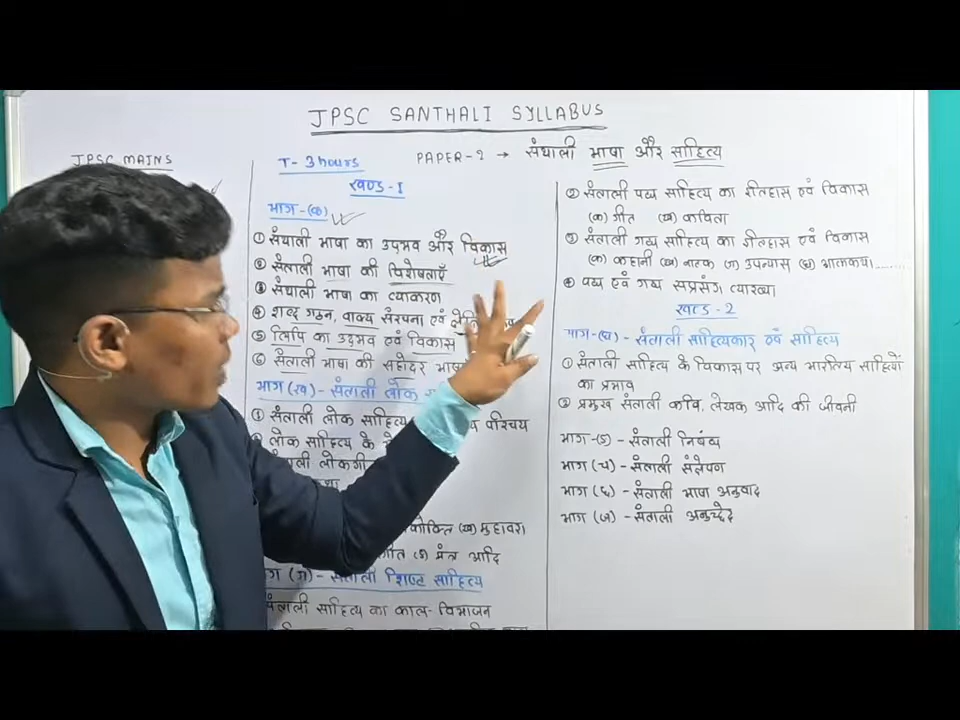 JPSC SANTHALI SYLLABUS
JPSC MAINS
T- 3 hours
PAPER-2 → संथाली भाषा और साहित्य
खण्ड-1
भाग-(क)
① संथाली भाषा का उद्भव और विकास
② संताली भाषा की विशेषताएँ
③ संथाली भाषा का व्याकरण
④ शब्द गठन, वाक्य संरचना एवं
⑤ लिपि का उद्भव एवं विकास
⑥ संताली भाषा की सहोदर भाषा
भाग (ख) - संताली लोक
① संताली लोक साहित्य परिचय
लोक साहित्य के
संताली लोकगी
(ख) मुहावरा
मंत्र आदि
भाग (ग) - संताली शिष्ट साहित्य
संताली साहित्य का काल- विभाजन
② संताली पद्य साहित्य का इतिहास एवं विकास
(क) गीत (ख) कविता
③ संताली गद्य साहित्य का इतिहास एवं विकास
(क) कहानी (ख) नाटक (ग) उपन्यास (घ) आत्मकथा........
④ पद्य एवं गद्य सप्रसंग व्याख्या
खण्ड-2
भाग-(घ) - संताली साहित्यकार एवं साहित्य
① संताली साहित्य के विकास पर अन्य भारतीय साहित्यों
का प्रभाव
② प्रमुख संताली कवि, लेखक आदि की जीवनी
भाग-(ङ) - संताली निबंध
भाग (च) - संताली संक्षेपण
भाग (छ) - संताली भाषा अनुवाद
भाग (ज) - संताली अनुच्छेद